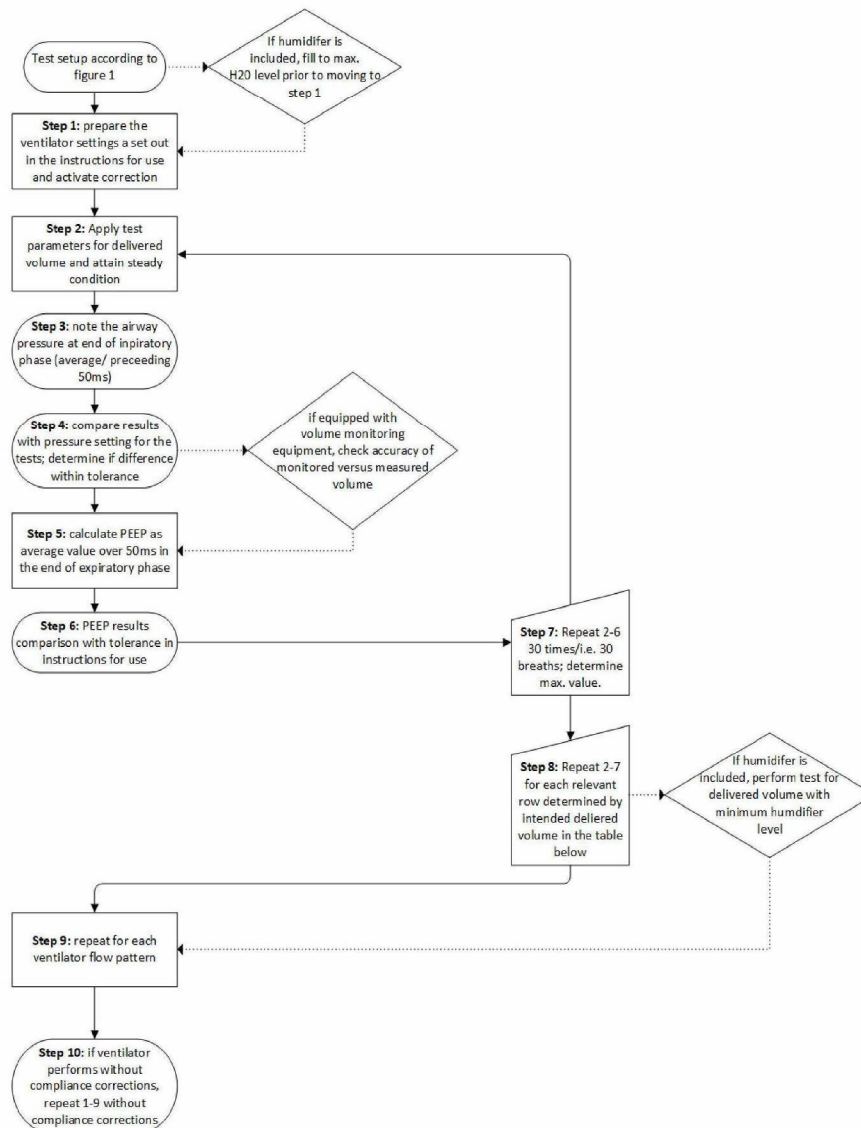 Test setup according to
figure 1
If humidifer is
included, fill to max.
H20 level prior to moving to
step 1
Step 1: prepare the
ventilator settings a set out
in the instructions for use
and activate correction
Step 2: Apply test
parameters for delivered
volume and attain steady
condition
Step 3: note the airway
pressure at end of inpiratory
phase (average/ preceeding
50ms)
Step 4: compare results
with pressure setting for the
tests; determine if difference
within tolerance
if equipped with
volume monitoring
equipment, check accuracy of
monitored versus measured
volume
Step 5: calculate PEEP as
average value over 50ms in
the end of expiratory phase
Step 6: PEEP results
comparison with tolerance in
instructions for use
Step 7: Repeat 2-6
30 times/i.e. 30
breaths; determine
max. value.
Step 8: Repeat 2-7
for each relevant
row determined by
intended deliered
volume in the table
below
If humidifer is
included, perform test for
delivered volume with
minimum humdifier
level
Step 9: repeat for each
ventilator flow pattern
Step 10: if ventilator
performs without
compliance corrections,
repeat 1-9 without
compliance corrections